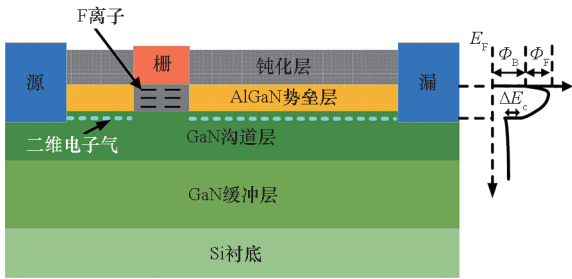 F离子
E_F
Φ_B Φ_F
源
栅
钝化层
漏
AlGaN势垒层
ΔE_c
二维电子气
GaN沟道层
GaN缓冲层
Si衬底